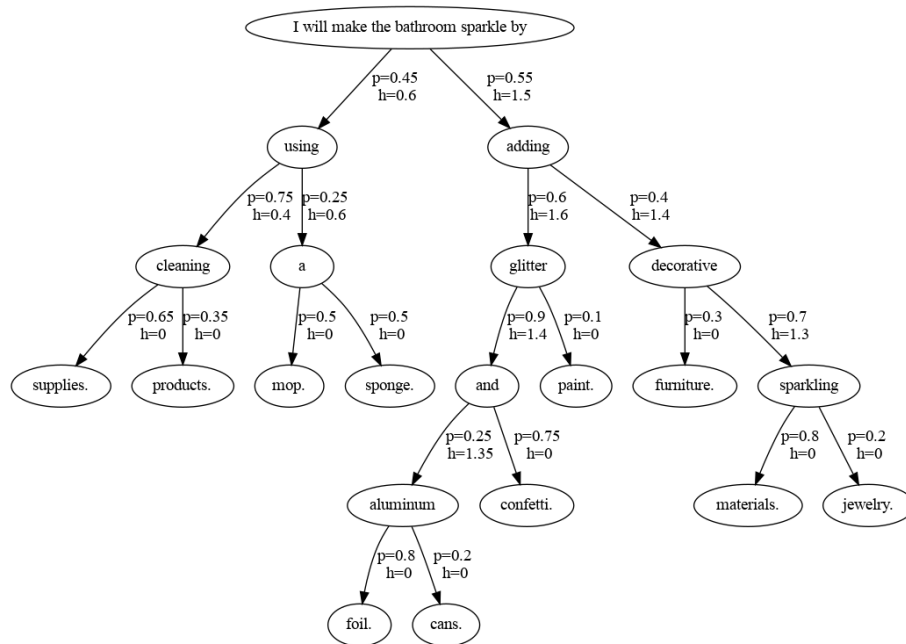 I will make the bathroom sparkle by
p=0.45
h=0.6
p=0.55
h=1.5
using
adding
p=0.75
h=0.4
p=0.25
h=0.6
p=0.6
h=1.6
p=0.4
h=1.4
cleaning
a
glitter
decorative
p=0.65
h=0
p=0.35
h=0
p=0.5
h=0
p=0.5
h=0
p=0.9
h=1.4
p=0.1
h=0
p=0.3
h=0
p=0.7
h=1.3
supplies.
products.
mop.
sponge.
and
paint.
furniture.
sparkling
p=0.25
h=1.35
p=0.75
h=0
p=0.8
h=0
p=0.2
h=0
aluminum
confetti.
materials.
jewelry.
p=0.8
h=0
p=0.2
h=0
foil.
cans.